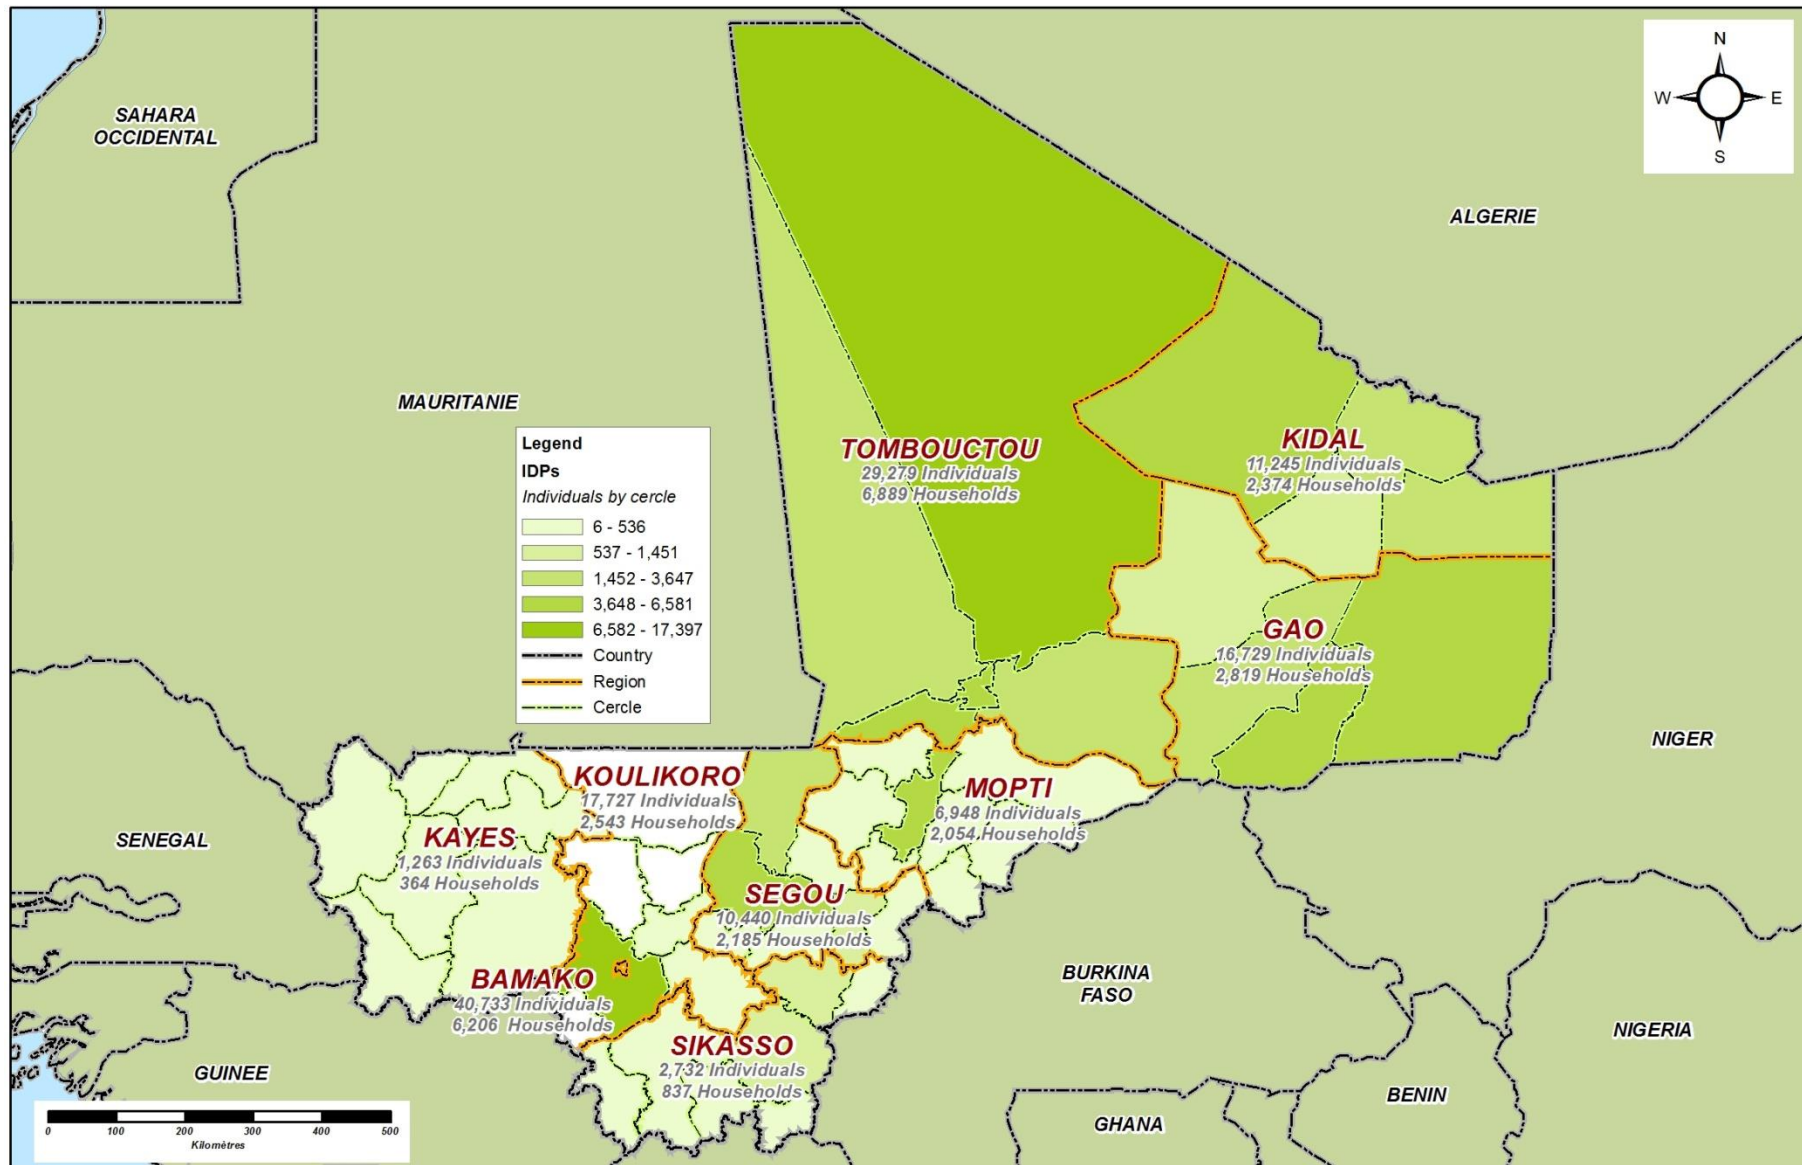 N
W
E
S
SAHARA
OCCIDENTAL
ALGERIE
MAURITANIE
Legend
IDPs
Individuals by cercle
6 - 536
537 - 1,451
1,452 - 3,647
3,648 - 6,581
6,582 - 17,397
Country
Region
Cercle
TOMBOUCTOU
29,279 Individuals
6,889 Households
KIDAL
11,245 Individuals
2,374 Households
GAO
16,729 Individuals
2,819 Households
NIGER
KOULIKORO
17,727 Individuals
2,543 Households
MOPTI
6,948 Individuals
2,054 Households
SENEGAL
KAYES
1,263 Individuals
364 Households
SEGOU
10,440 Individuals
2,185 Households
BAMAKO
40,733 Individuals
6,206 Households
BURKINA
FASO
SIKASSO
2,732 Individuals
837 Households
NIGERIA
GUINEE
BENIN
GHANA
0 100 200 300 400 500
Kilomètres